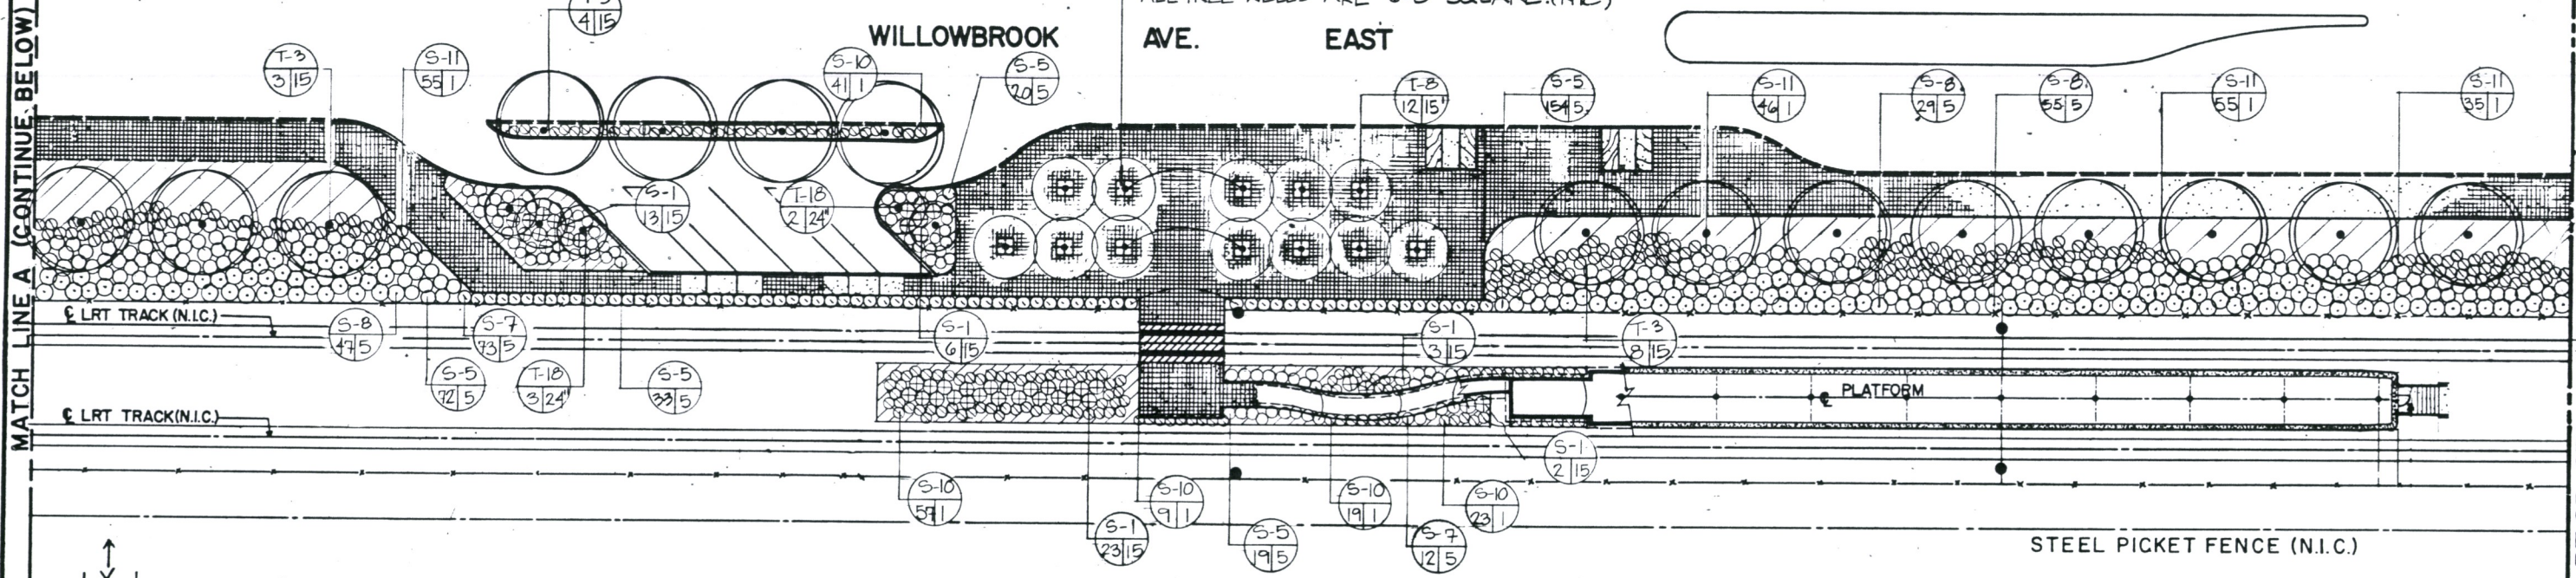 WILLOWBROOK AVE. EAST
4 15
T-3
3 15
S-11
55 1
S-10
41 1
S-5
20 5
T-8
12 15'
S-5
154 5
S-11
46 1
S-8
29 5
S-8
55 5
S-11
55 1
S-11
35 1
S-1
13 15
T-18
2 24"
MATCH LINE A (CONTINUE BELOW)
℄ LRT TRACK (N.I.C.)
S-8
47 5
S-7
73 5
S-1
6 15
S-1
3 15
T-3
8 15
S-5
72 5
T-18
3 24"
S-5
33 5
℄ PLATFORM
℄ LRT TRACK (N.I.C.)
S-1
2 15
S-10
57 1
S-10
9 1
S-10
19 1
S-10
23 1
S-1
23 15
S-5
19 5
S-7
12 5
STEEL PICKET FENCE (N.I.C.)